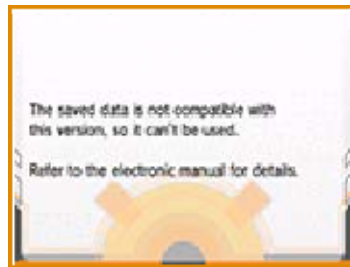 The saved data is not compatible with
this version, so it can't be used.
Refer to the electronic manual for details.